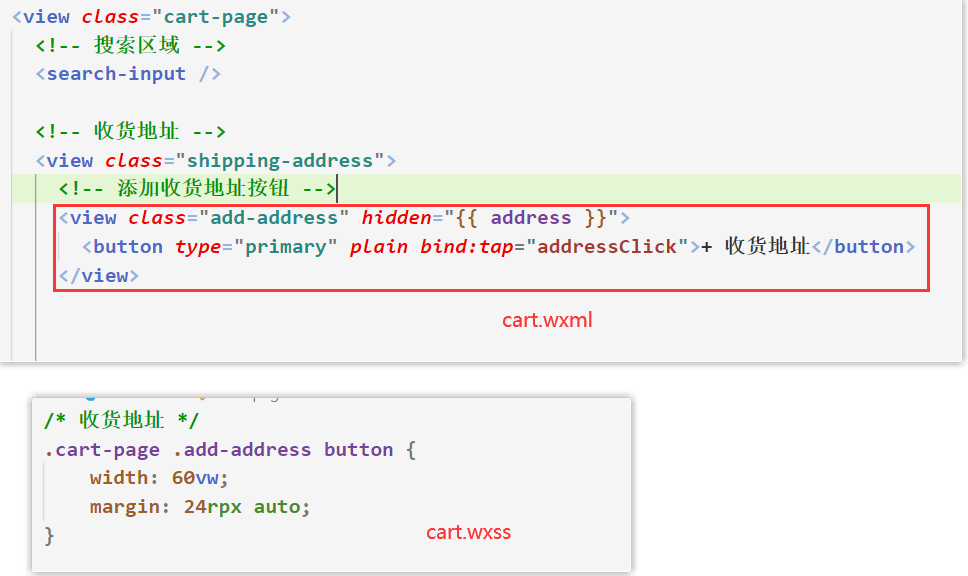 <view class="cart-page">
<!-- 搜索区域 -->
<search-input />
<!-- 收货地址 -->
<view class="shipping-address">
<!-- 添加收货地址按钮 -->
<view class="add-address" hidden="{{ address }}">
<button type="primary" plain bind:tap="addressClick">+ 收货地址</button>
</view>
cart.wxml
/* 收货地址 */
.cart-page .add-address button {
width: 60vw;
margin: 24rpx auto;
}
cart.wxss